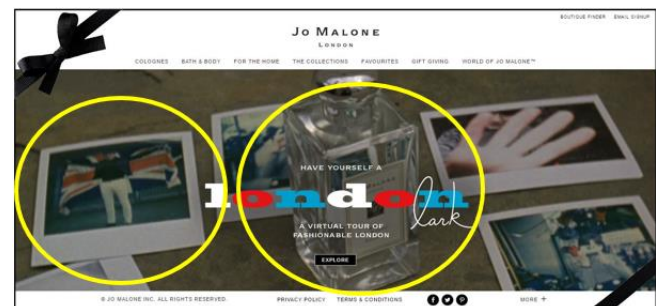 BOUTIQUE FINDER EMAIL SIGNUP
JO MALONE
LONDON
COLOGNES BATH & BODY FOR THE HOME THE COLLECTIONS FAVOURITES GIFT GIVING WORLD OF JO MALONE™
HAVE YOURSELF A
london
lark
A VIRTUAL TOUR OF
FASHIONABLE LONDON
EXPLORE
© JO MALONE INC. ALL RIGHTS RESERVED. PRIVACY POLICY TERMS & CONDITIONS MORE +